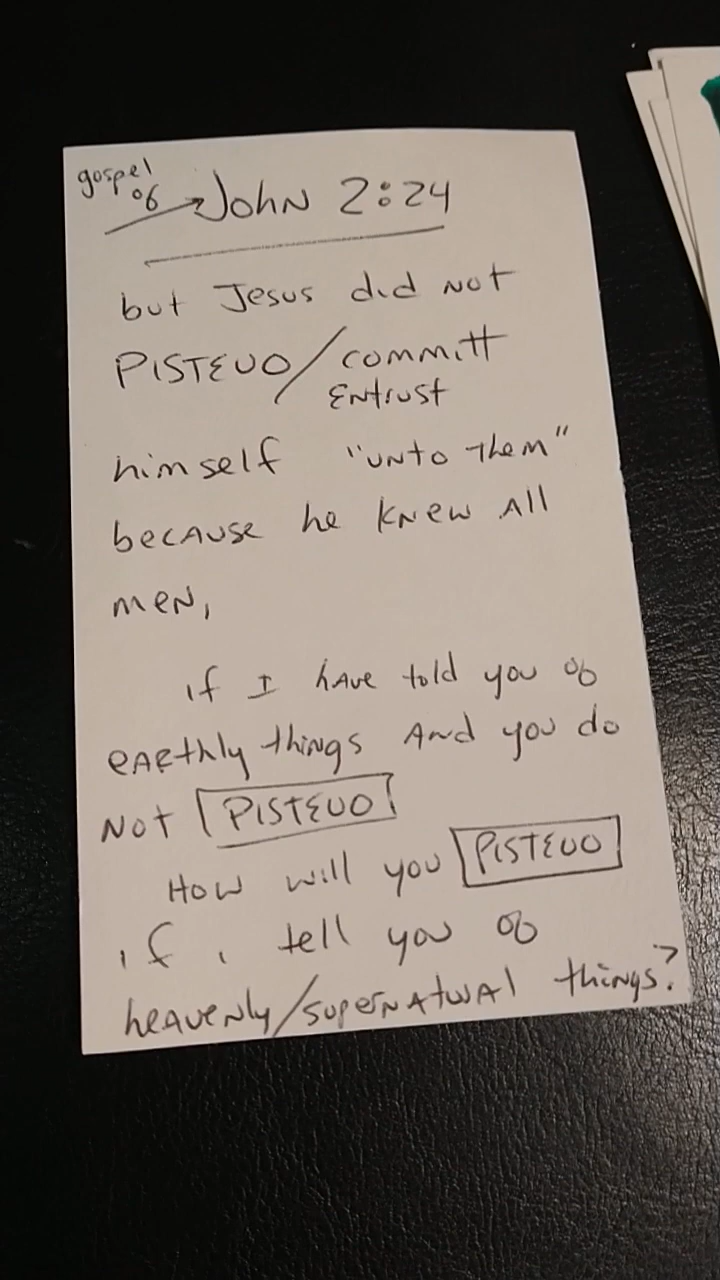 gospel
of → John 2:24
but Jesus did not
PISTEUO/committ
Entrust
himself "unto them"
because he knew All
men,
if I have told you of
earthly things And you do
Not PISTEUO
How will you PISTEUO
if i tell you of
heavenly/supernatural things?